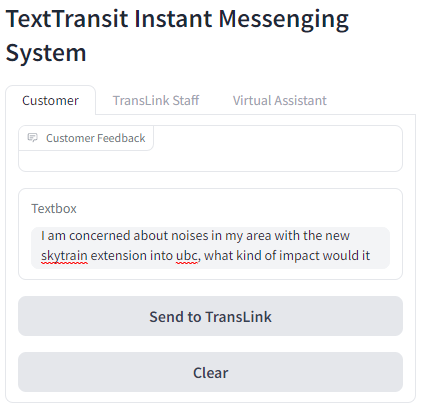 TextTransit Instant Messenging
System
Customer
TransLink Staff
Virtual Assistant
Customer Feedback
Textbox
I am concerned about noises in my area with the new
skytrain extension into ubc, what kind of impact would it
Send to TransLink
Clear